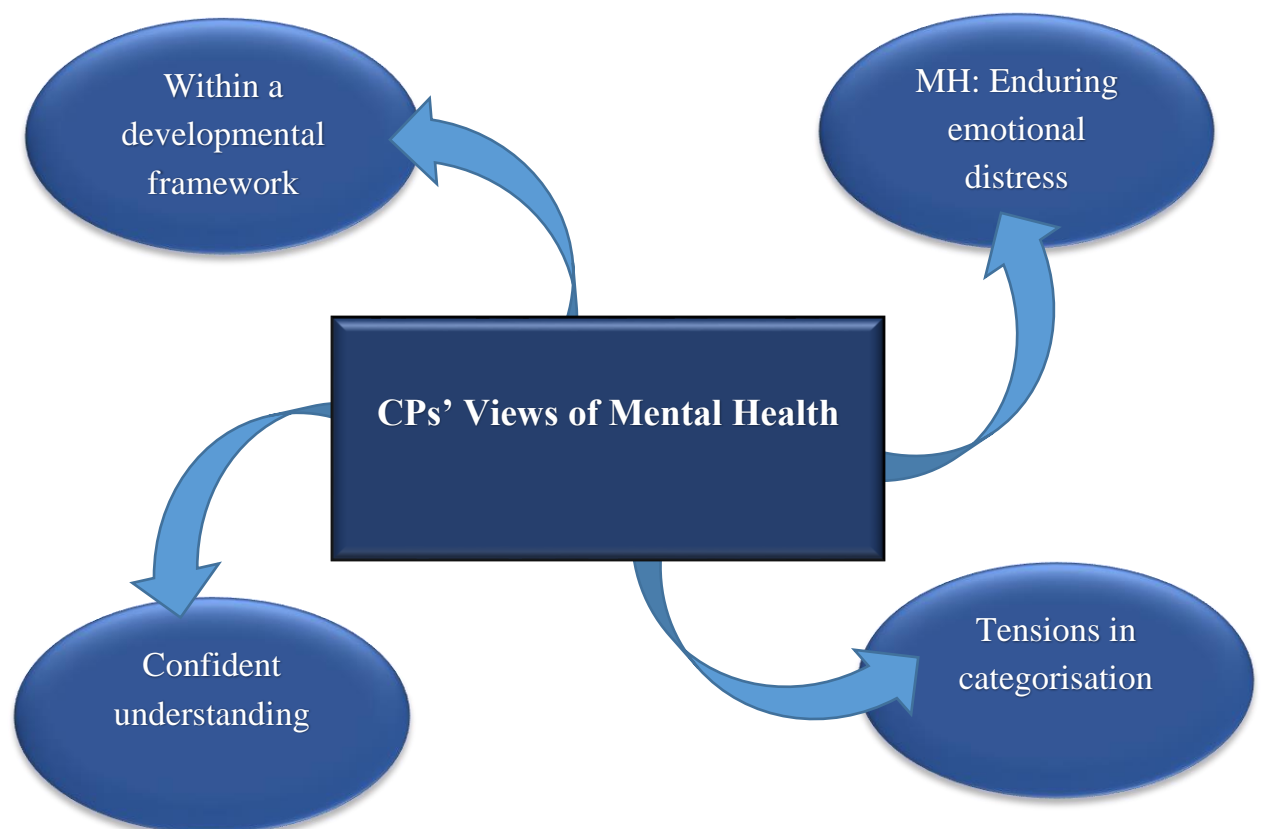 Within a
developmental
framework
MH: Enduring
emotional
distress
CPs’ Views of Mental Health
Confident
understanding
Tensions in
categorisation